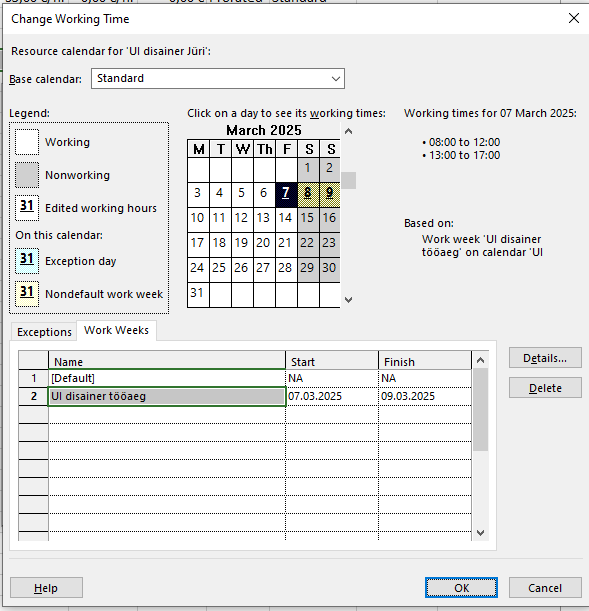 Change Working Time
Resource calendar for 'UI disainer Jüri':
Base calendar: Standard
Legend:
Working
Nonworking
31 Edited working hours
On this calendar:
31 Exception day
31 Nondefault work week
Click on a day to see its working times:
March 2025
M T W Th F S S
1 2
3 4 5 6 7 8 9
10 11 12 13 14 15 16
17 18 19 20 21 22 23
24 25 26 27 28 29 30
31
Working times for 07 March 2025:
• 08:00 to 12:00
• 13:00 to 17:00
Based on:
Work week 'UI disainer
tööaeg' on calendar 'UI
Exceptions Work Weeks
Name Start Finish
1 [Default] NA NA
2 UI disainer tööaeg 07.03.2025 09.03.2025
Details...
Delete
Help OK Cancel